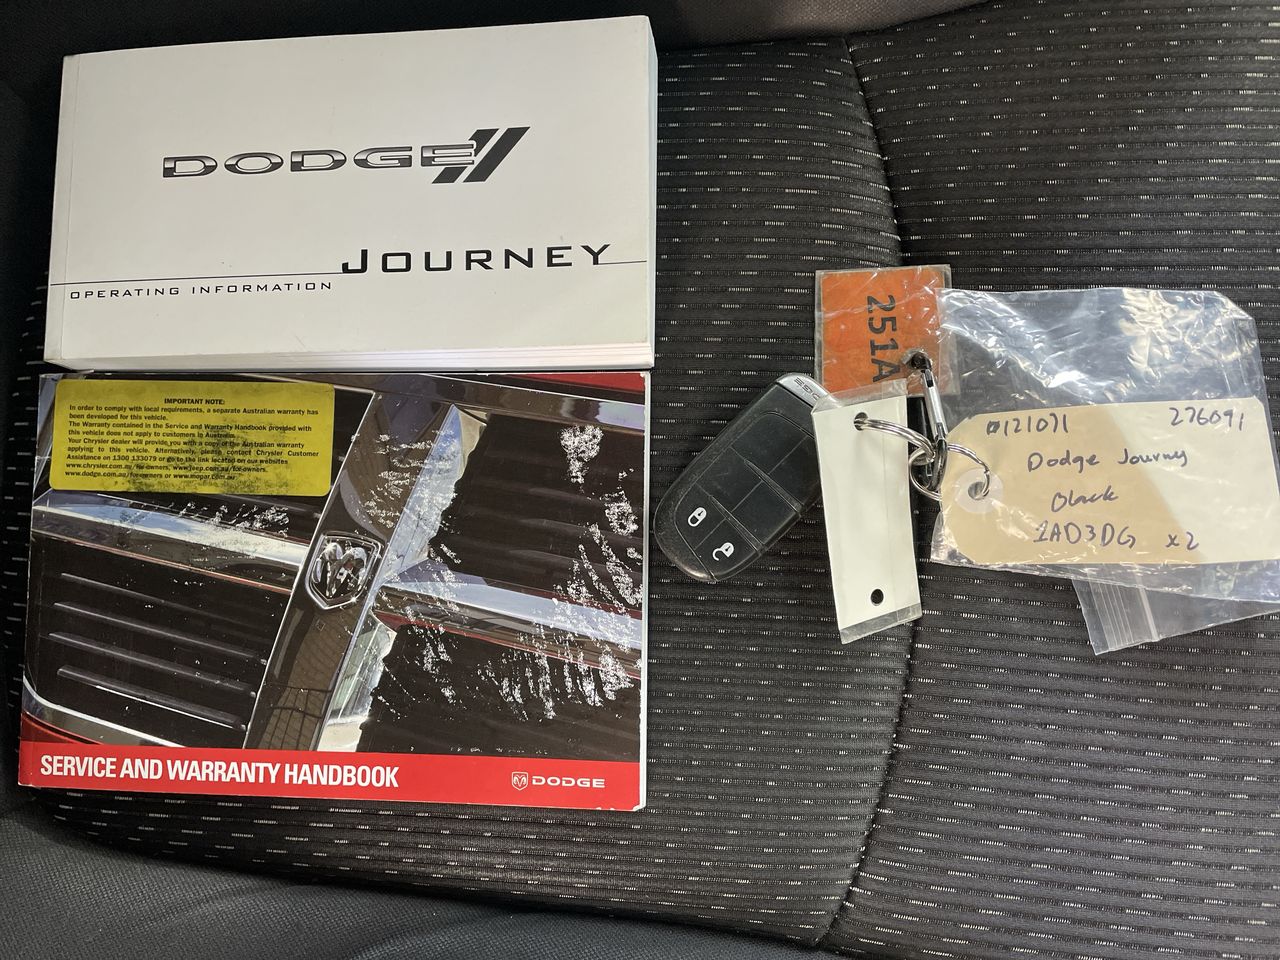 DODGE
JOURNEY
OPERATING INFORMATION
IMPORTANT NOTE:
In order to comply with local requirements, a separate Australian warranty has
been developed for this vehicle.
The Warranty contained in the Service and Warranty Handbook provided with
this vehicle does not apply to customers in Australia.
Your Chrysler dealer will provide you with a copy of the Australian warranty
applying to this vehicle. Alternatively, please contact Chrysler Customer
Assistance on 1300 133079 or go to the link located on our websites
www.chrysler.com.au/for-owners, www.jeep.com.au/for-owners.
www.dodge.com.au/for-owners or www.mopar.com.au
SERVICE AND WARRANTY HANDBOOK
DODGE
251A
DODGE
121071
276091
Dodge Journy
Black
1AD3DG x2